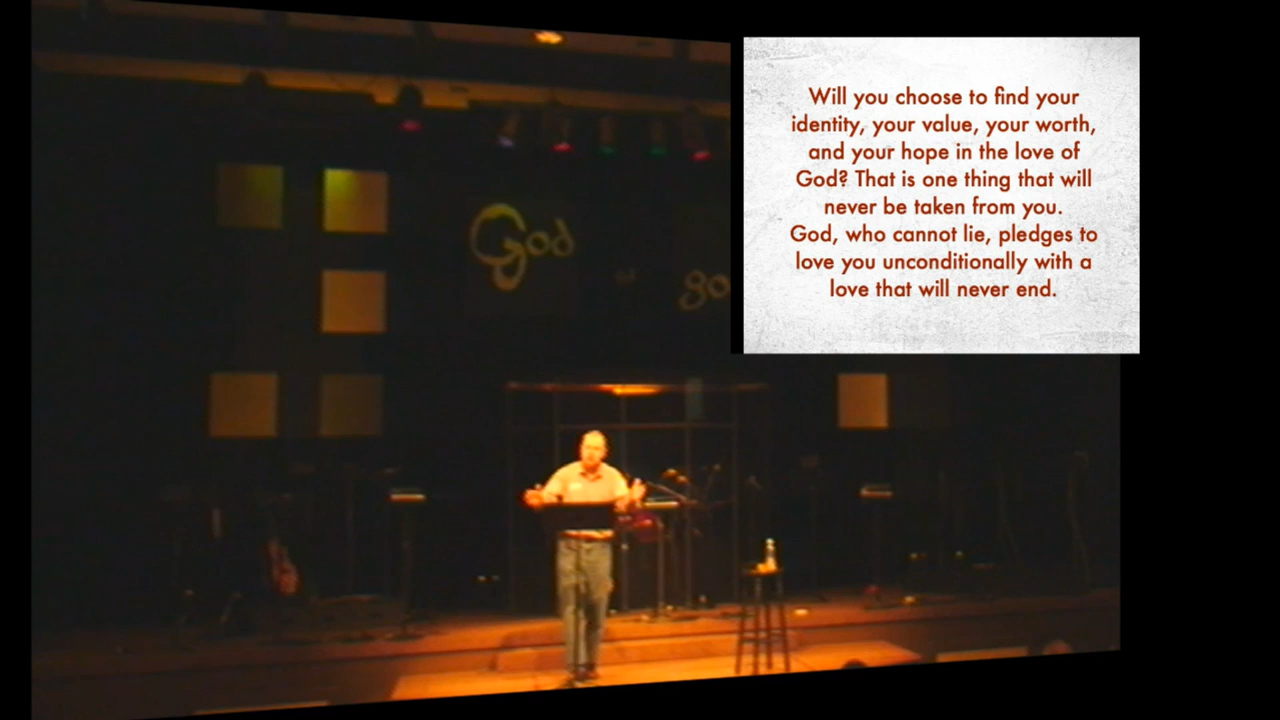 Will you choose to find your
identity, your value, your worth,
and your hope in the love of
God? That is one thing that will
never be taken from you.
God, who cannot lie, pledges to
love you unconditionally with a
love that will never end.
God